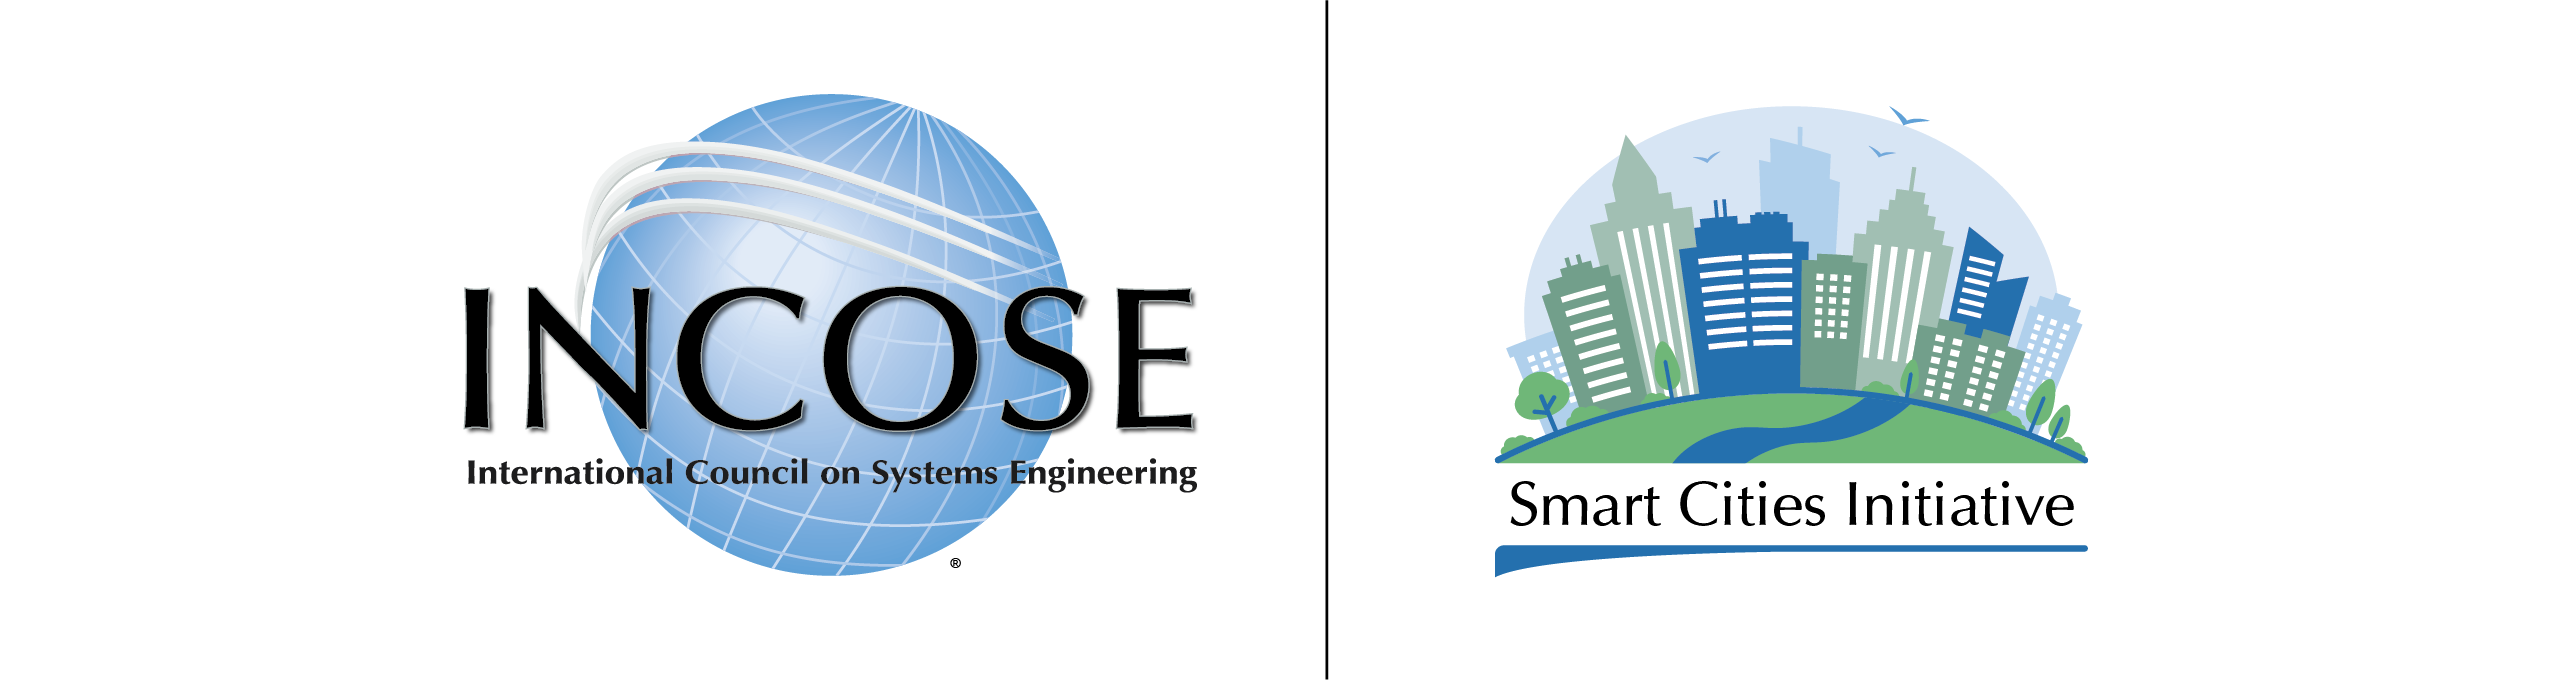 INCOSE
International Council on Systems Engineering
®
Smart Cities Initiative